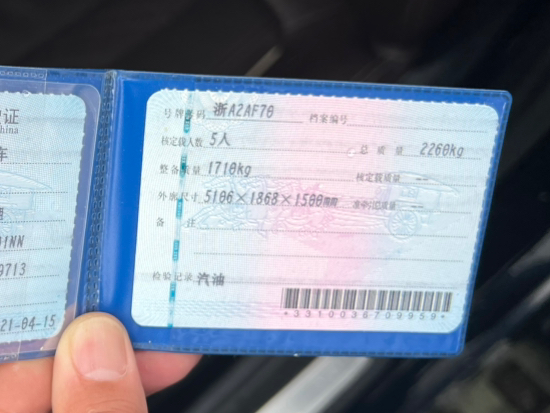 证
China
车
01NN
9713
21-04-15
号牌号码 浙A2AF70 档案编号
核定载人数 5人 总质量 2260kg
整备质量 1710kg 核定载质量 --
外廓尺寸 5106×1868×1500mm 准牵引总质量 --
备注
检验记录 汽油
*3310036709959*